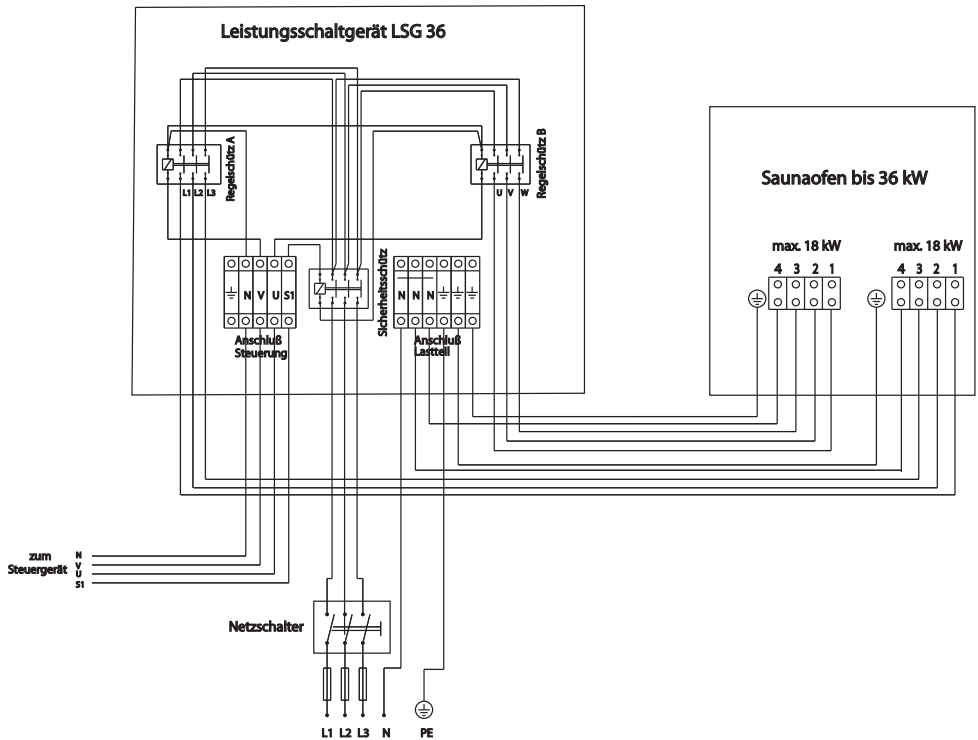 Leistungsschaltgerät LSG 36
Regelschütz A
L1 L2 L3
Regelschütz B
U V W
Saunaofen bis 36 kW
max. 18 kW
4 3 2 1
max. 18 kW
4 3 2 1
N V U S1
Anschluß
Steuerung
Sicherheitsschütz
N N N
Anschluß
Lastteil
zum
Steuergerät
N
V
U
S1
Netzschalter
L1 L2 L3 N PE